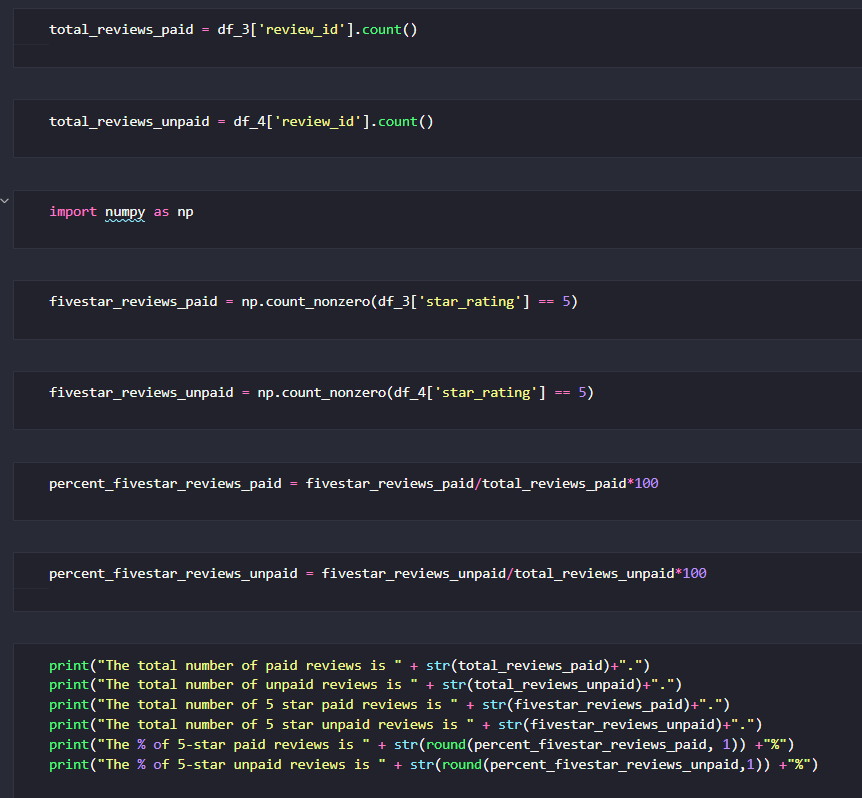 total_reviews_paid = df_3['review_id'].count()
total_reviews_unpaid = df_4['review_id'].count()
import numpy as np
fivestar_reviews_paid = np.count_nonzero(df_3['star_rating'] == 5)
fivestar_reviews_unpaid = np.count_nonzero(df_4['star_rating'] == 5)
percent_fivestar_reviews_paid = fivestar_reviews_paid/total_reviews_paid*100
percent_fivestar_reviews_unpaid = fivestar_reviews_unpaid/total_reviews_unpaid*100
print("The total number of paid reviews is " + str(total_reviews_paid)+".")
print("The total number of unpaid reviews is " + str(total_reviews_unpaid)+".")
print("The total number of 5 star paid reviews is " + str(fivestar_reviews_paid)+".")
print("The total number of 5 star unpaid reviews is " + str(fivestar_reviews_unpaid)+".")
print("The % of 5-star paid reviews is " + str(round(percent_fivestar_reviews_paid, 1)) +"%")
print("The % of 5-star unpaid reviews is " + str(round(percent_fivestar_reviews_unpaid,1)) +"%")